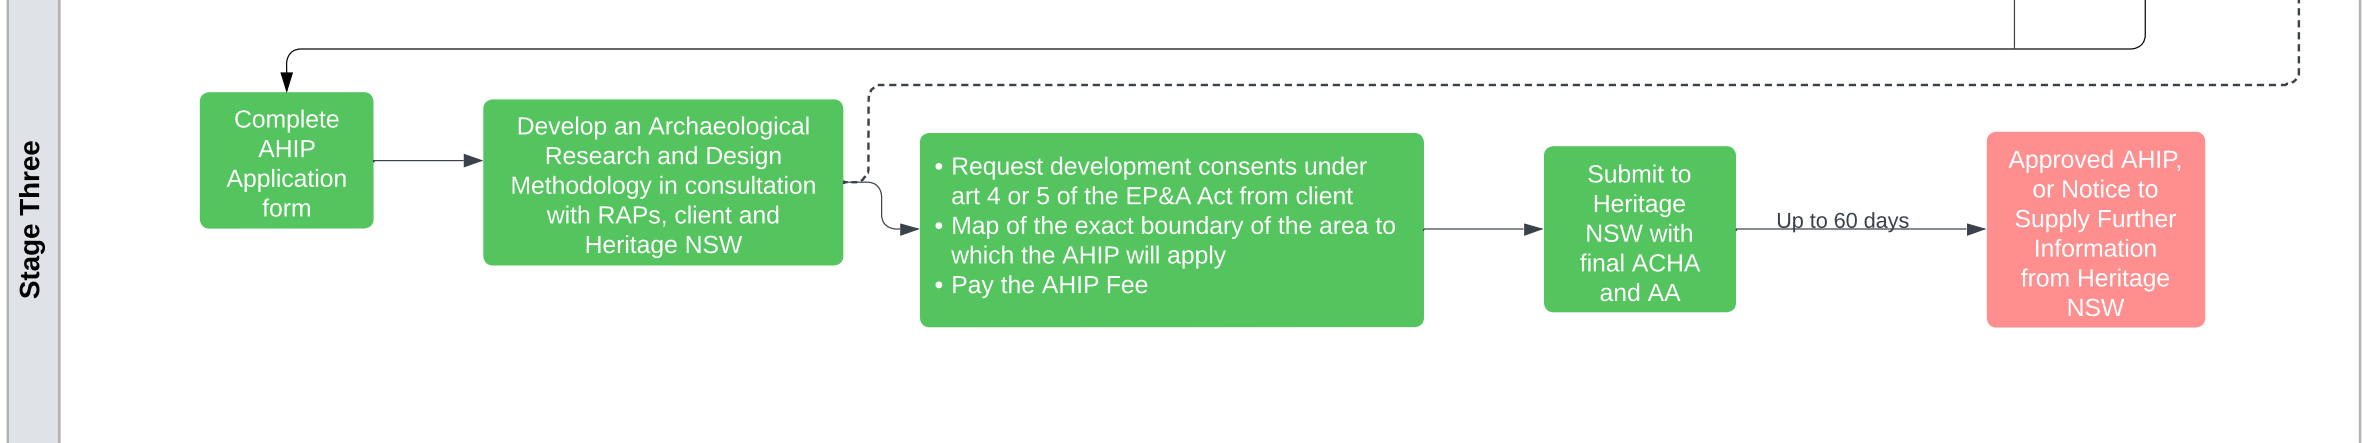 Stage Three
Complete
AHIP
Application
form
Develop an Archaeological
Research and Design
Methodology in consultation
with RAPs, client and
Heritage NSW
• Request development consents under
art 4 or 5 of the EP&A Act from client
• Map of the exact boundary of the area to
which the AHIP will apply
• Pay the AHIP Fee
Submit to
Heritage
NSW with
final ACHA
and AA
Up to 60 days
Approved AHIP,
or Notice to
Supply Further
Information
from Heritage
NSW